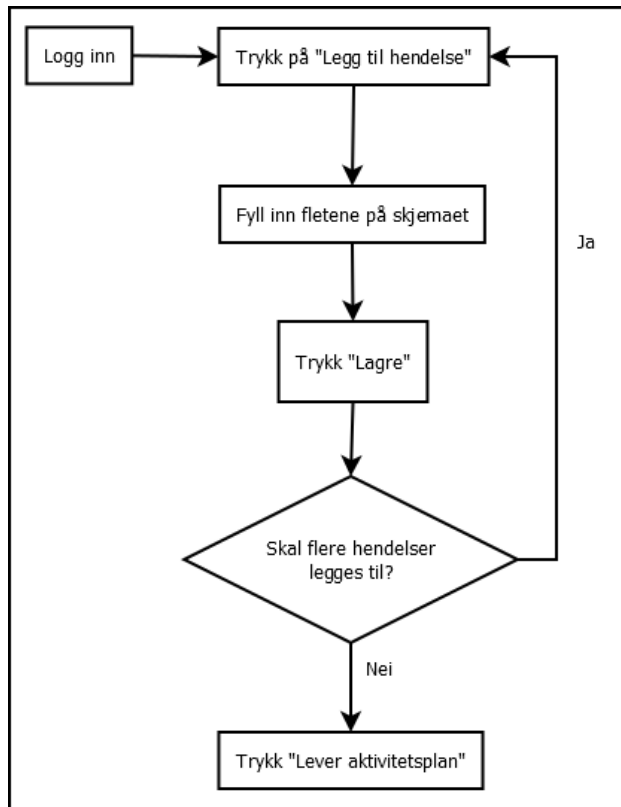 Logg inn
Trykk på "Legg til hendelse"
Fyll inn fletene på skjemaet
Ja
Trykk "Lagre"
Skal flere hendelser
legges til?
Nei
Trykk "Lever aktivitetsplan"